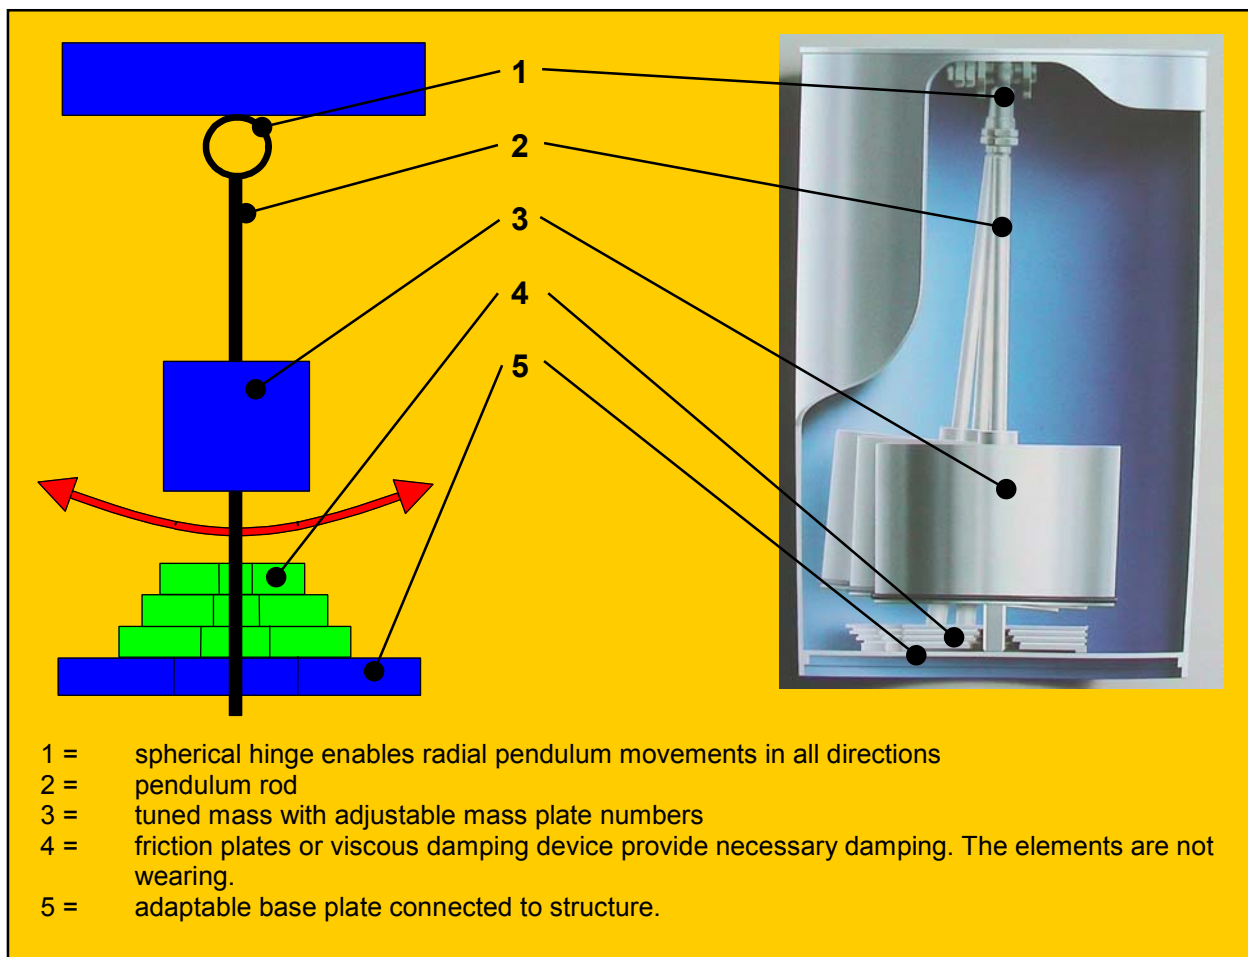 1
2
3
4
5
1 = spherical hinge enables radial pendulum movements in all directions
2 = pendulum rod
3 = tuned mass with adjustable mass plate numbers
4 = friction plates or viscous damping device provide necessary damping. The elements are not
wearing.
5 = adaptable base plate connected to structure.